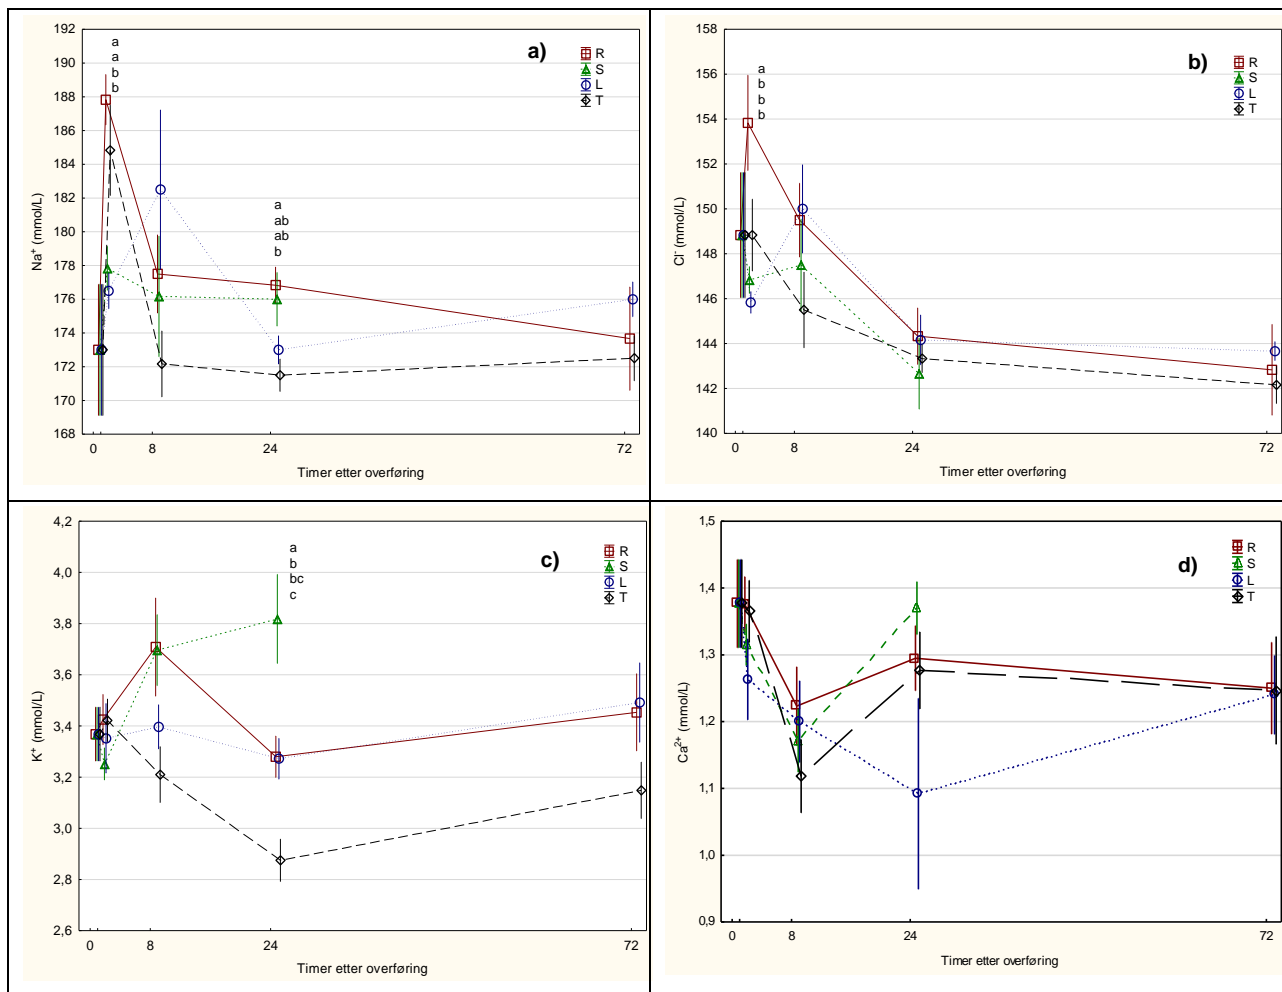 a)
192
190
188
186
184
182
180
178
176
174
172
170
168
Na⁺ (mmol/L)
a
a
b
b
a
ab
ab
b
R
S
L
T
0
8
24
72
Timer etter overføring
b)
158
156
154
152
150
148
146
144
142
140
Cl⁻ (mmol/L)
a
b
b
b
R
S
L
T
0
8
24
72
Timer etter overføring
c)
4,2
4,0
3,8
3,6
3,4
3,2
3,0
2,8
2,6
K⁺ (mmol/L)
a
b
bc
c
R
S
L
T
0
8
24
72
Timer etter overføring
d)
1,5
1,4
1,3
1,2
1,1
1,0
0,9
Ca²⁺ (mmol/L)
R
S
L
T
0
8
24
72
Timer etter overføring